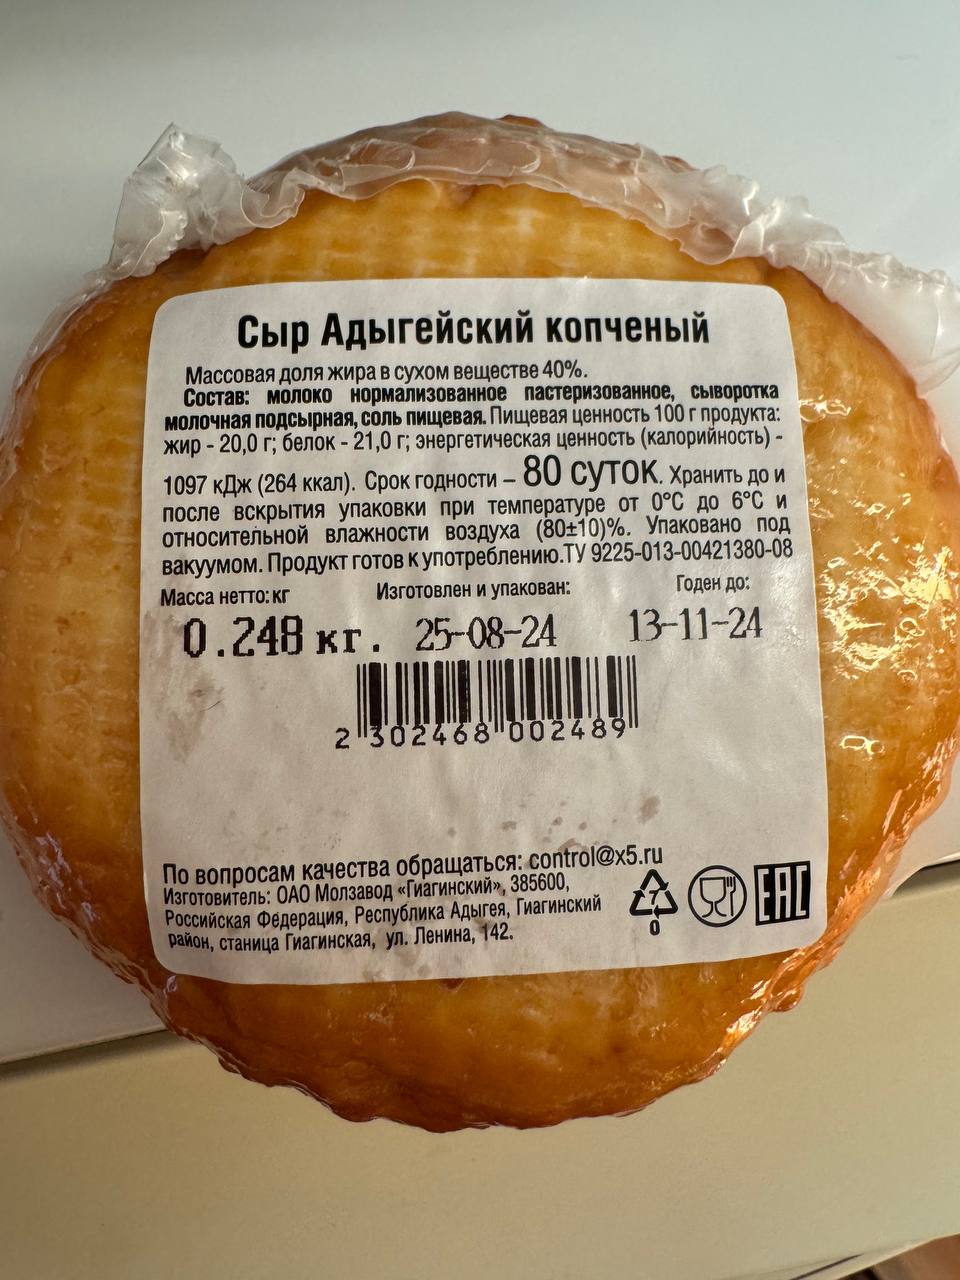 Сыр Адыгейский копченый
Массовая доля жира в сухом веществе 40%.
Состав: молоко нормализованное пастеризованное, сыворотка
молочная подсырная, соль пищевая. Пищевая ценность 100 г продукта:
жир - 20,0 г; белок - 21,0 г; энергетическая ценность (калорийность) -
1097 кДж (264 ккал). Срок годности – 80 суток. Хранить до и
после вскрытия упаковки при температуре от 0°С до 6°С и
относительной влажности воздуха (80±10)%. Упаковано под
вакуумом. Продукт готов к употреблению.ТУ 9225-013-00421380-08
Масса нетто: кг Изготовлен и упакован: Годен до:
0.248 кг. 25-08-24 13-11-24
2 302468 002489
По вопросам качества обращаться: control@x5.ru
Изготовитель: ОАО Молзавод «Гиагинский», 385600,
Российская Федерация, Республика Адыгея, Гиагинский
район, станица Гиагинская, ул. Ленина, 142.
7
0
EAC